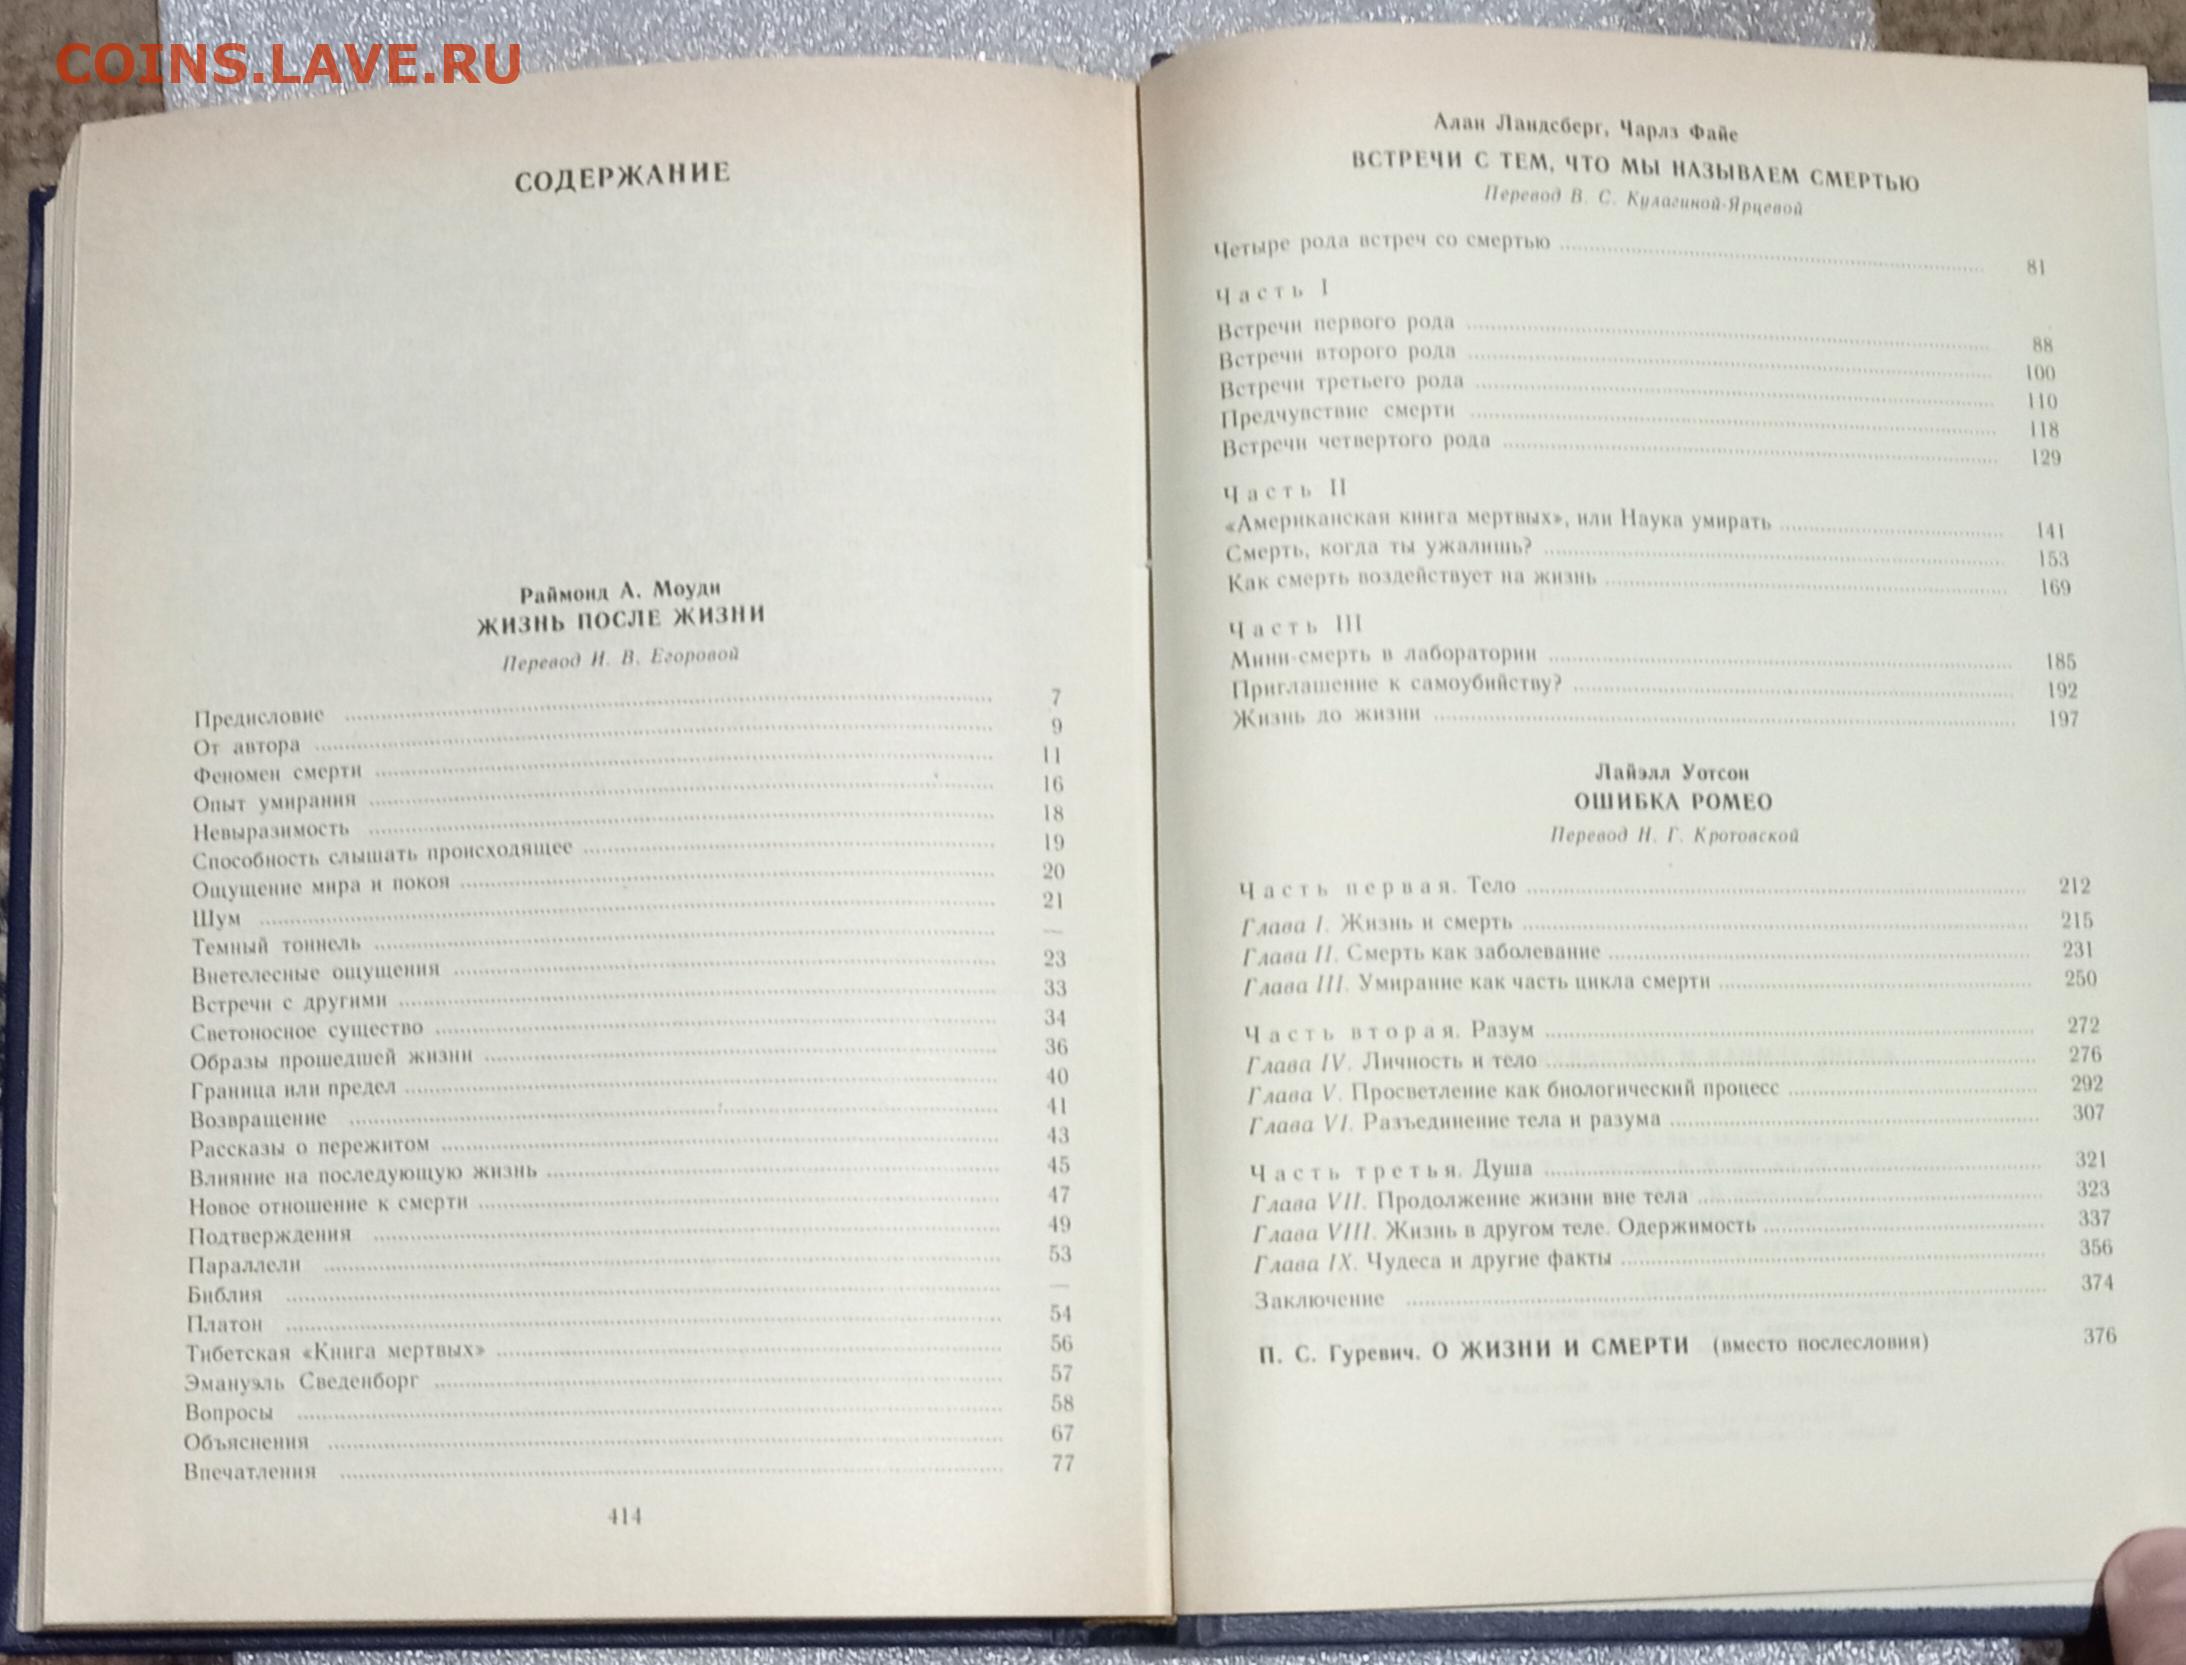 COINS.LAVE.RU
СОДЕРЖАНИЕ
Раймонд А. Моуди
ЖИЗНЬ ПОСЛЕ ЖИЗНИ
Перевод И. В. Егоровой
Предисловие 7
От автора 9
Феномен смерти 11
Опыт умирания 16
Невыразимость 18
Способность слышать происходящее 19
Ощущение мира и покоя 20
Шум 21
Темный тоннель —
Внетелесные ощущения 23
Встречи с другими 33
Светоносное существо 34
Образы прошедшей жизни 36
Граница или предел 40
Возвращение 41
Рассказы о пережитом 43
Влияние на последующую жизнь 45
Новое отношение к смерти 47
Подтверждения 49
Параллели 53
Библия —
Платон 54
Тибетская «Книга мертвых» 56
Эмануэль Сведенборг 57
Вопросы 58
Объяснения 67
Впечатления 77
414
Алан Ландсберг, Чарлз Файе
ВСТРЕЧИ С ТЕМ, ЧТО МЫ НАЗЫВАЕМ СМЕРТЬЮ
Перевод В. С. Кулагиной-Ярцевой
Четыре рода встреч со смертью 81
Часть I
Встречи первого рода 88
Встречи второго рода 100
Встречи третьего рода 110
Предчувствие смерти 118
Встречи четвертого рода 129
Часть II
«Американская книга мертвых», или Наука умирать 141
Смерть, когда ты ужалишь? 153
Как смерть воздействует на жизнь 169
Часть III
Мини-смерть в лаборатории 185
Приглашение к самоубийству? 192
Жизнь до жизни 197
Лайэлл Уотсон
ОШИБКА РОМЕО
Перевод Н. Г. Кротовской
Часть первая. Тело 212
Глава I. Жизнь и смерть 215
Глава II. Смерть как заболевание 231
Глава III. Умирание как часть цикла смерти 250
Часть вторая. Разум 272
Глава IV. Личность и тело 276
Глава V. Просветление как биологический процесс 292
Глава VI. Разъединение тела и разума 307
Часть третья. Душа 321
Глава VII. Продолжение жизни вне тела 323
Глава VIII. Жизнь в другом теле. Одержимость 337
Глава IX. Чудеса и другие факты 356
Заключение 374
П. С. Гуревич. О ЖИЗНИ И СМЕРТИ (вместо послесловия) 376